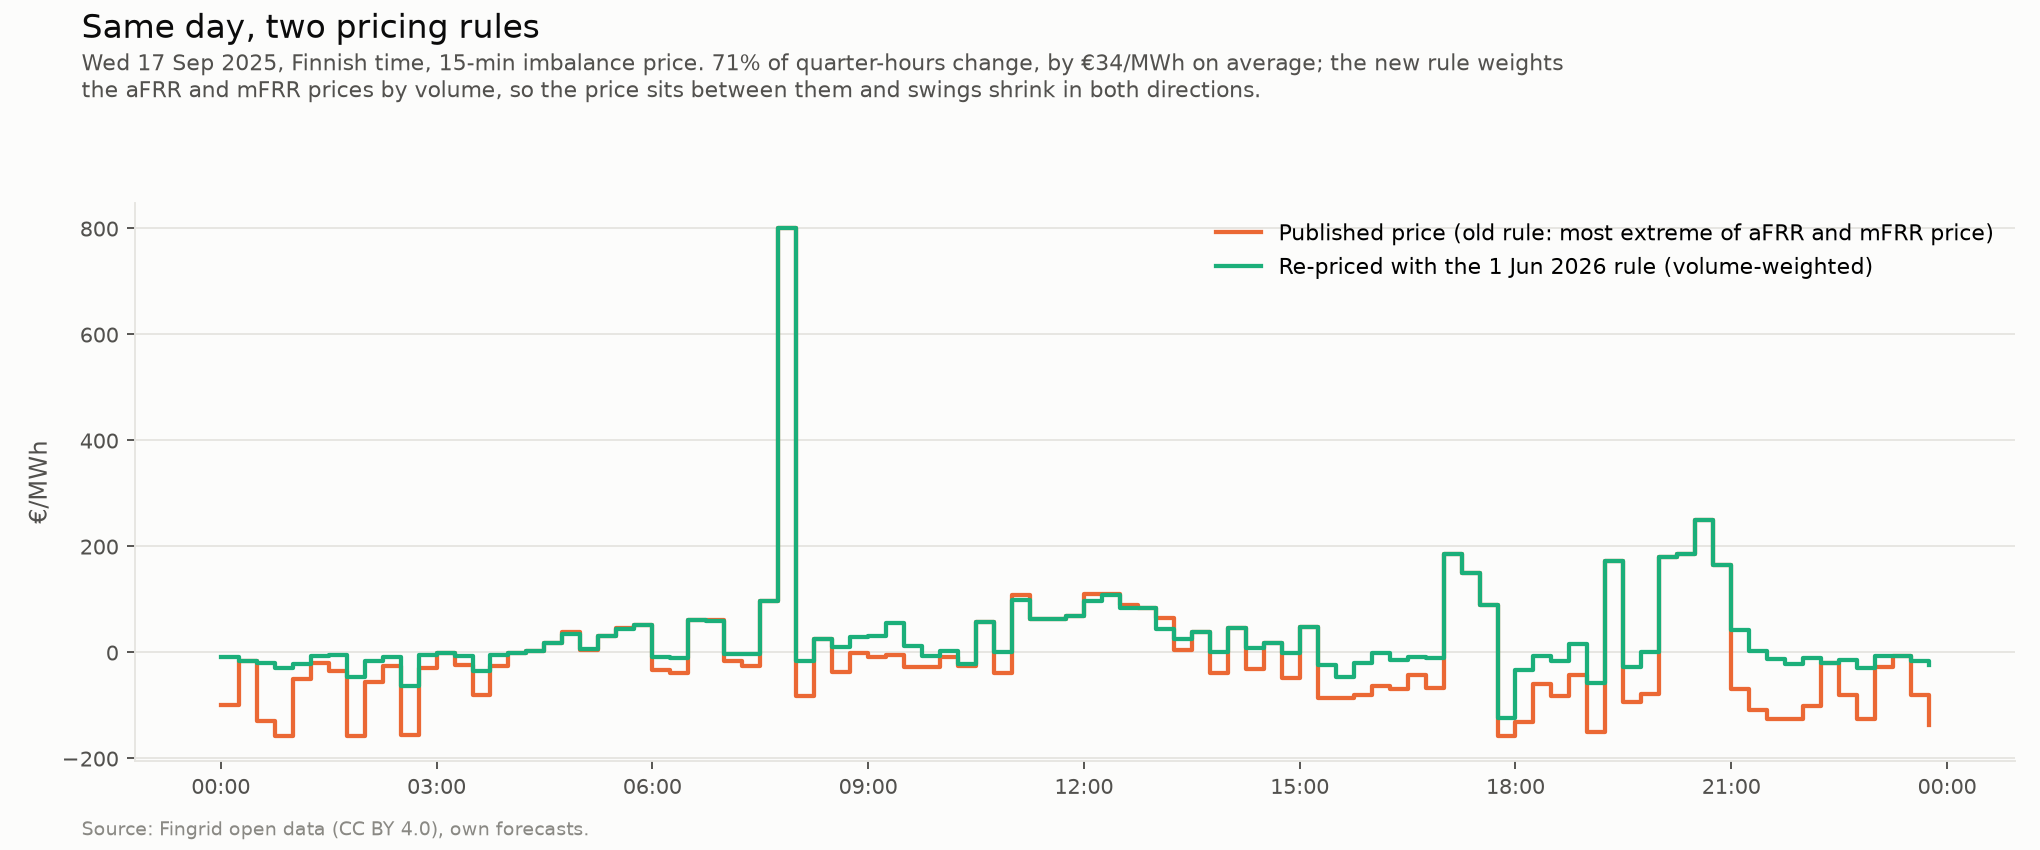 Same day, two pricing rules
Wed 17 Sep 2025, Finnish time, 15-min imbalance price. 71% of quarter-hours change, by €34/MWh on average; the new rule weights
the aFRR and mFRR prices by volume, so the price sits between them and swings shrink in both directions.
Published price (old rule: most extreme of aFRR and mFRR price)
Re-priced with the 1 Jun 2026 rule (volume-weighted)
€/MWh
800
600
400
200
0
−200
00:00 03:00 06:00 09:00 12:00 15:00 18:00 21:00 00:00
Source: Fingrid open data (CC BY 4.0), own forecasts.